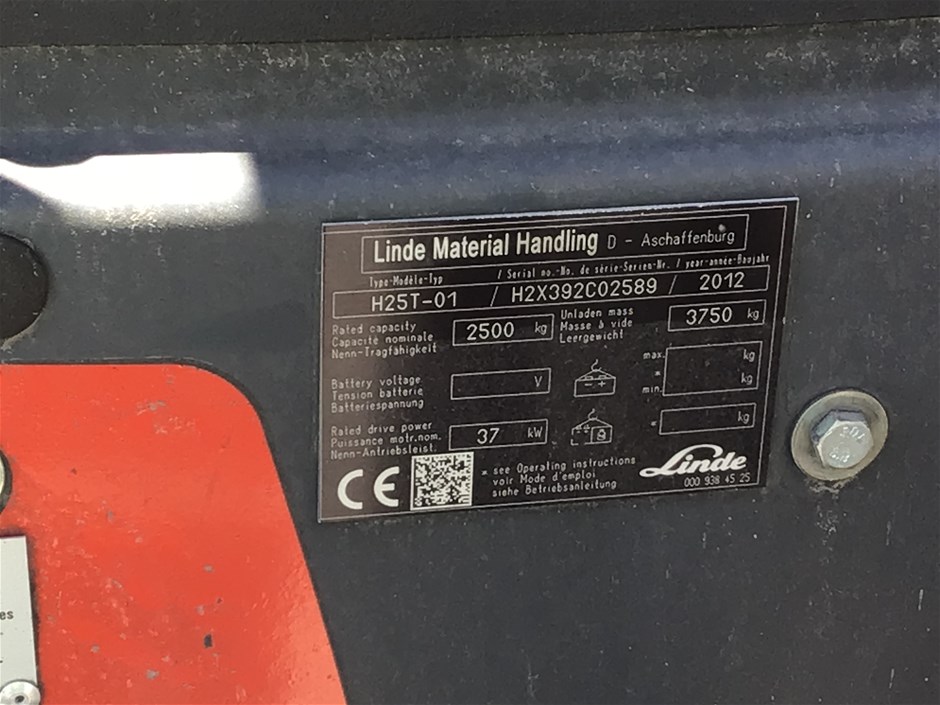 Linde Material Handling D - Aschaffenburg
Type-Modèle-Typ / Serial no.-No. de série-Serien-Nr. / year-année-Baujahr
H25T-01 / H2X392C02589 / 2012
Rated capacity
Capacité nominale
Nenn-Tragfähigkeit
2500 kg
Unladen mass
Masse à vide
Leergewicht
3750 kg
Battery voltage
Tension batterie
Batteriespannung
V
- +
max.
*
min.
kg
kg
Rated drive power
Puissance motr.nom.
Nenn-Antriebsleist.
37 kW
* kg
CE
* see Operating instructions
voir Mode d'emploi
siehe Betriebsanleitung
Linde
000 938 45 25
es